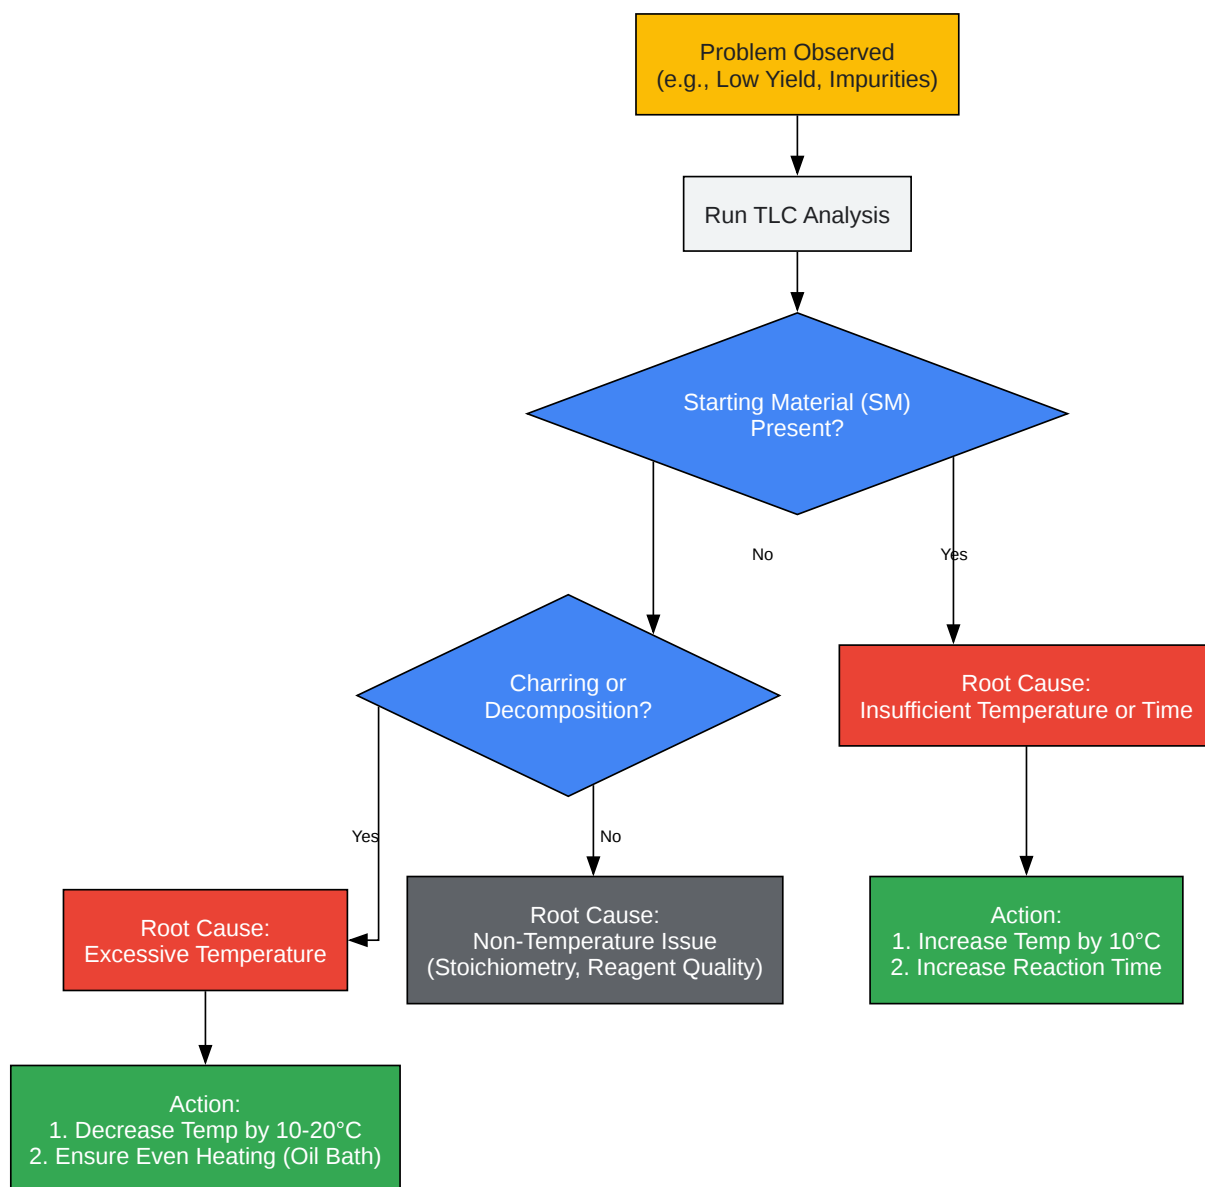 Problem Observed
(e.g., Low Yield, Impurities)
Run TLC Analysis
Starting Material (SM)
Present?
No
Yes
Charring or
Decomposition?
Root Cause:
Insufficient Temperature or Time
Yes
No
Root Cause:
Excessive Temperature
Root Cause:
Non-Temperature Issue
(Stoichiometry, Reagent Quality)
Action:
1. Increase Temp by 10°C
2. Increase Reaction Time
Action:
1. Decrease Temp by 10-20°C
2. Ensure Even Heating (Oil Bath)